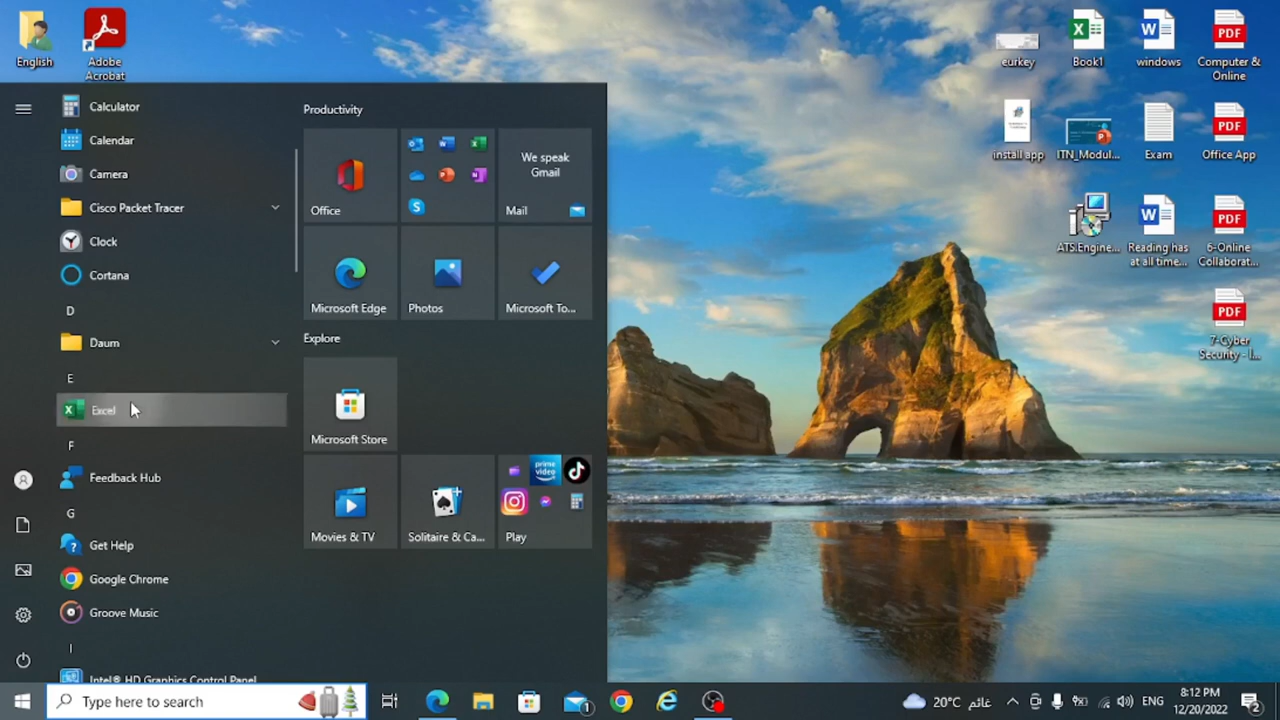 English
Adobe
Acrobat
eurkey
Book1
windows
PDF
Computer &
Online
install app
ITN_Modul...
Exam
PDF
Office App
ATS.Engine...
Reading has
at all time...
PDF
6-Online
Collaborat...
PDF
7-Cyber
Security - I...
Calculator
Calendar
Camera
Cisco Packet Tracer
Clock
Cortana
D
Daum
E
Excel
F
Feedback Hub
G
Get Help
Google Chrome
Groove Music
I
Intel® HD Graphics Control Panel
Productivity
Office
We speak
Gmail
Mail
Microsoft Edge
Photos
Microsoft To...
Explore
Microsoft Store
Movies & TV
Solitaire & Ca...
prime
video
Play
Type here to search
1
20°C غائم
ENG
8:12 PM
12/20/2022
2